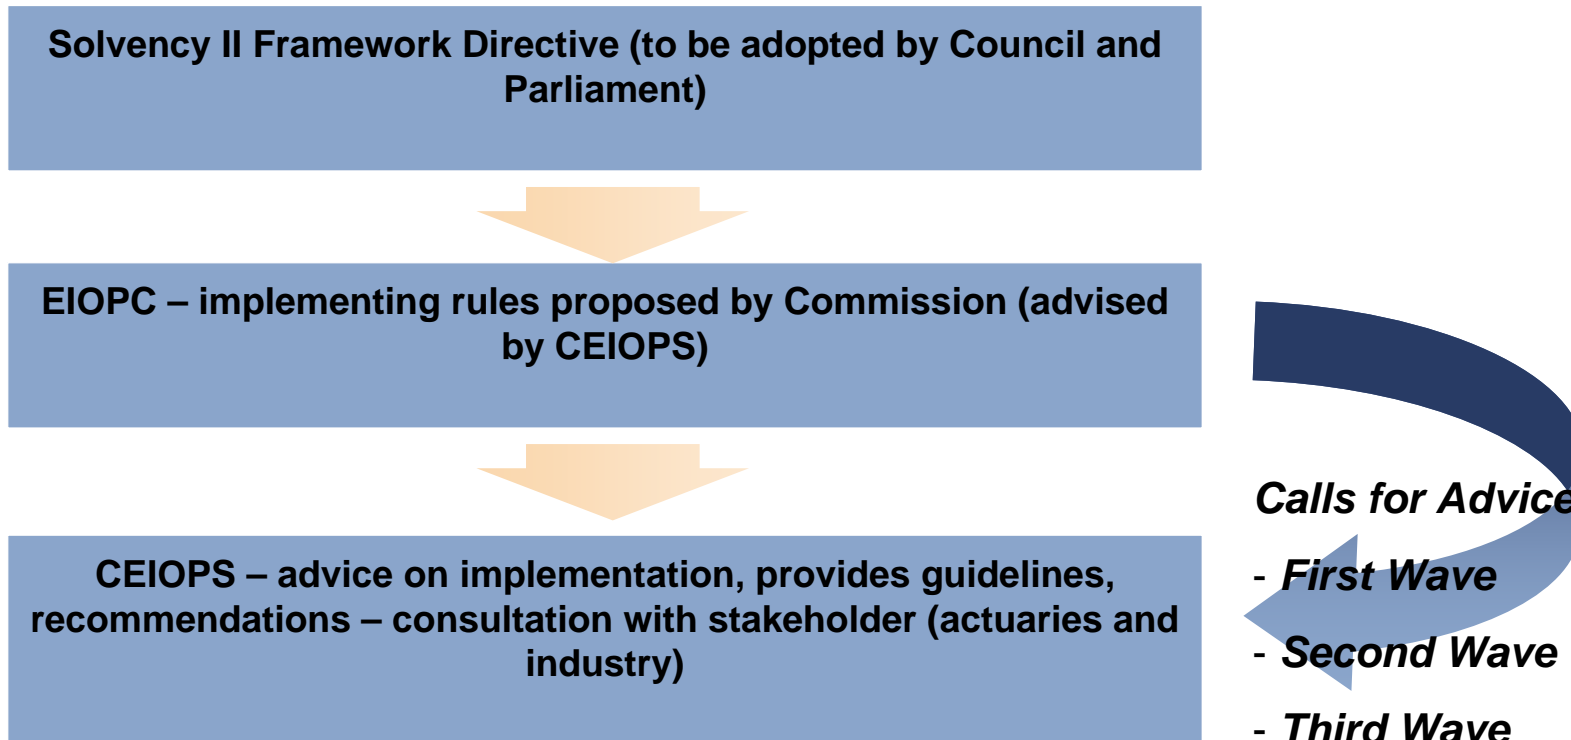 Solvency II Framework Directive (to be adopted by Council and
Parliament)
EIOPC – implementing rules proposed by Commission (advised
by CEIOPS)
CEIOPS – advice on implementation, provides guidelines,
recommendations – consultation with stakeholder (actuaries and
industry)
Calls for Advice
- First Wave
- Second Wave
- Third Wave